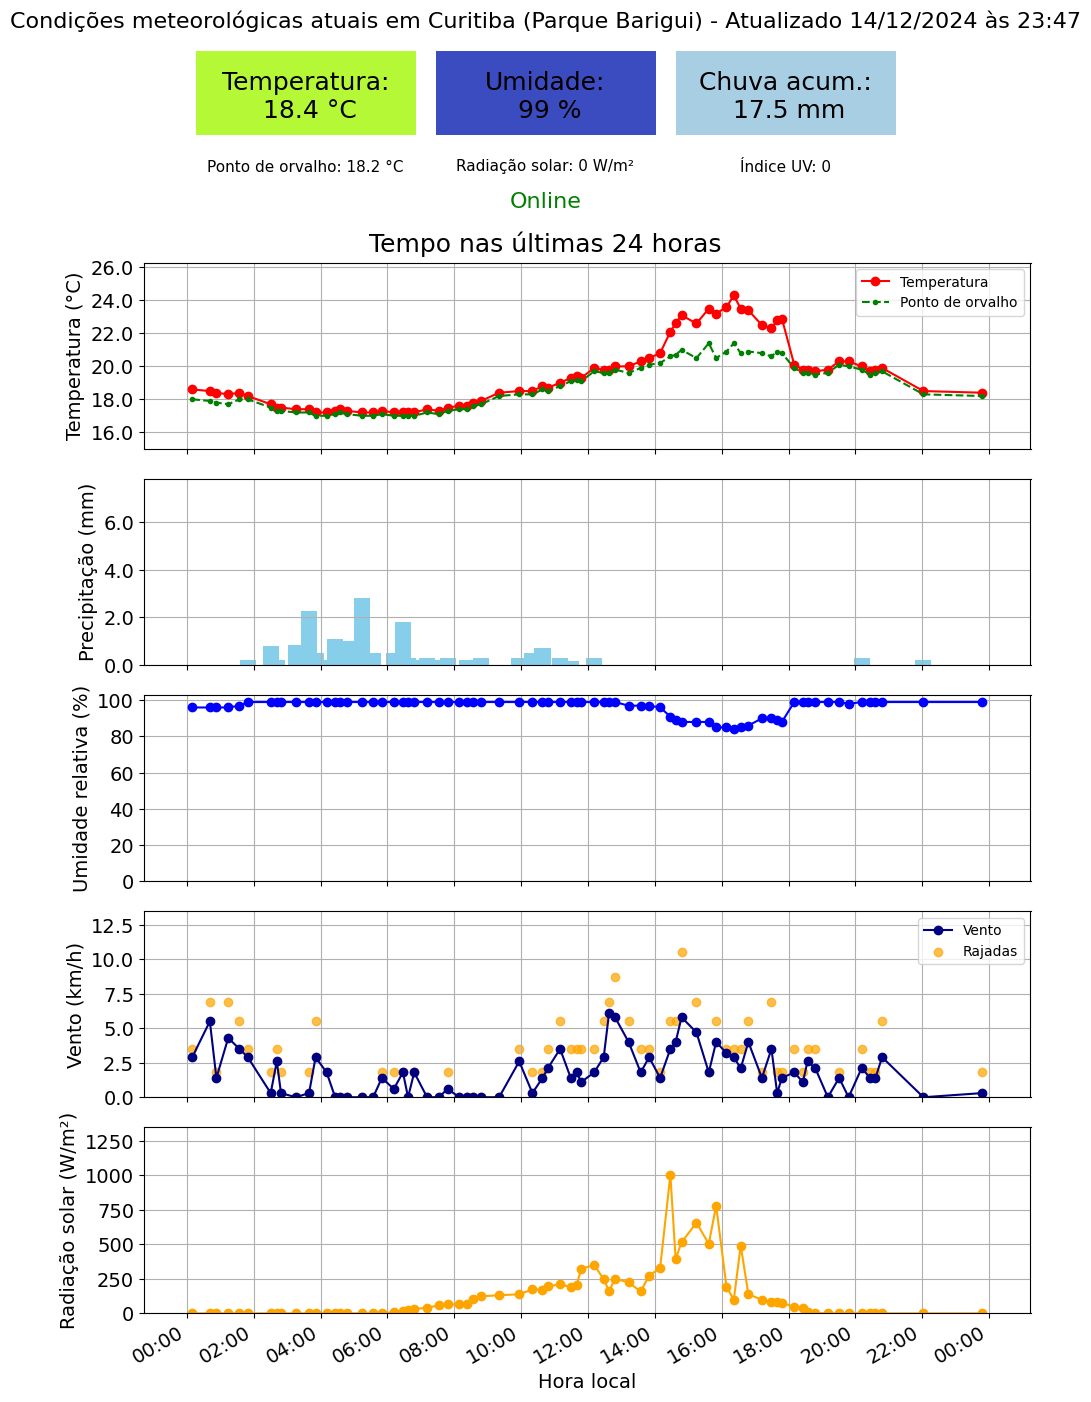 Condições meteorológicas atuais em Curitiba (Parque Barigui) - Atualizado 14/12/2024 às 23:47
Temperatura:
18.4 °C
Umidade:
99 %
Chuva acum.:
17.5 mm
Ponto de orvalho: 18.2 °C
Radiação solar: 0 W/m²
Índice UV: 0
Online
Tempo nas últimas 24 horas
Temperatura (°C)
26.0
24.0
22.0
20.0
18.0
16.0
Temperatura
Ponto de orvalho
Precipitação (mm)
6.0
4.0
2.0
0.0
Umidade relativa (%)
100
80
60
40
20
0
Vento (km/h)
12.5
10.0
7.5
5.0
2.5
0.0
Vento
Rajadas
Radiação solar (W/m²)
1250
1000
750
500
250
0
00:00
02:00
04:00
06:00
08:00
10:00
12:00
14:00
16:00
18:00
20:00
22:00
00:00
Hora local